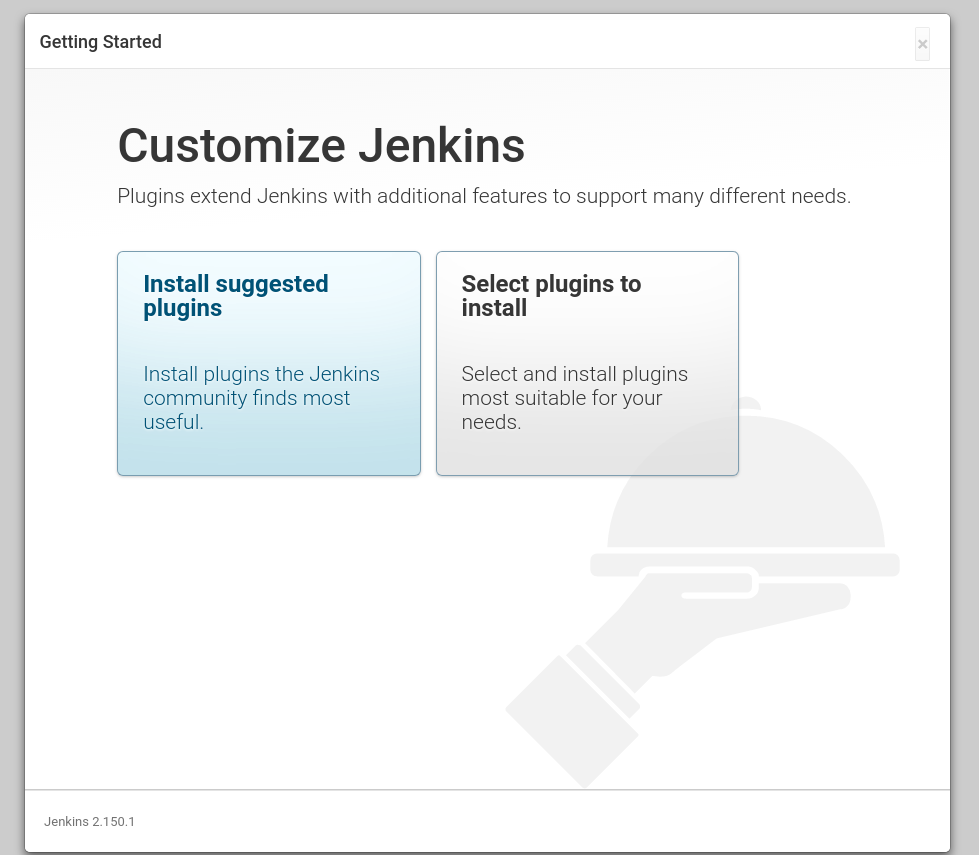 Getting Started
×
Customize Jenkins
Plugins extend Jenkins with additional features to support many different needs.
Install suggested
plugins
Install plugins the Jenkins
community finds most
useful.
Select plugins to
install
Select and install plugins
most suitable for your
needs.
Jenkins 2.150.1